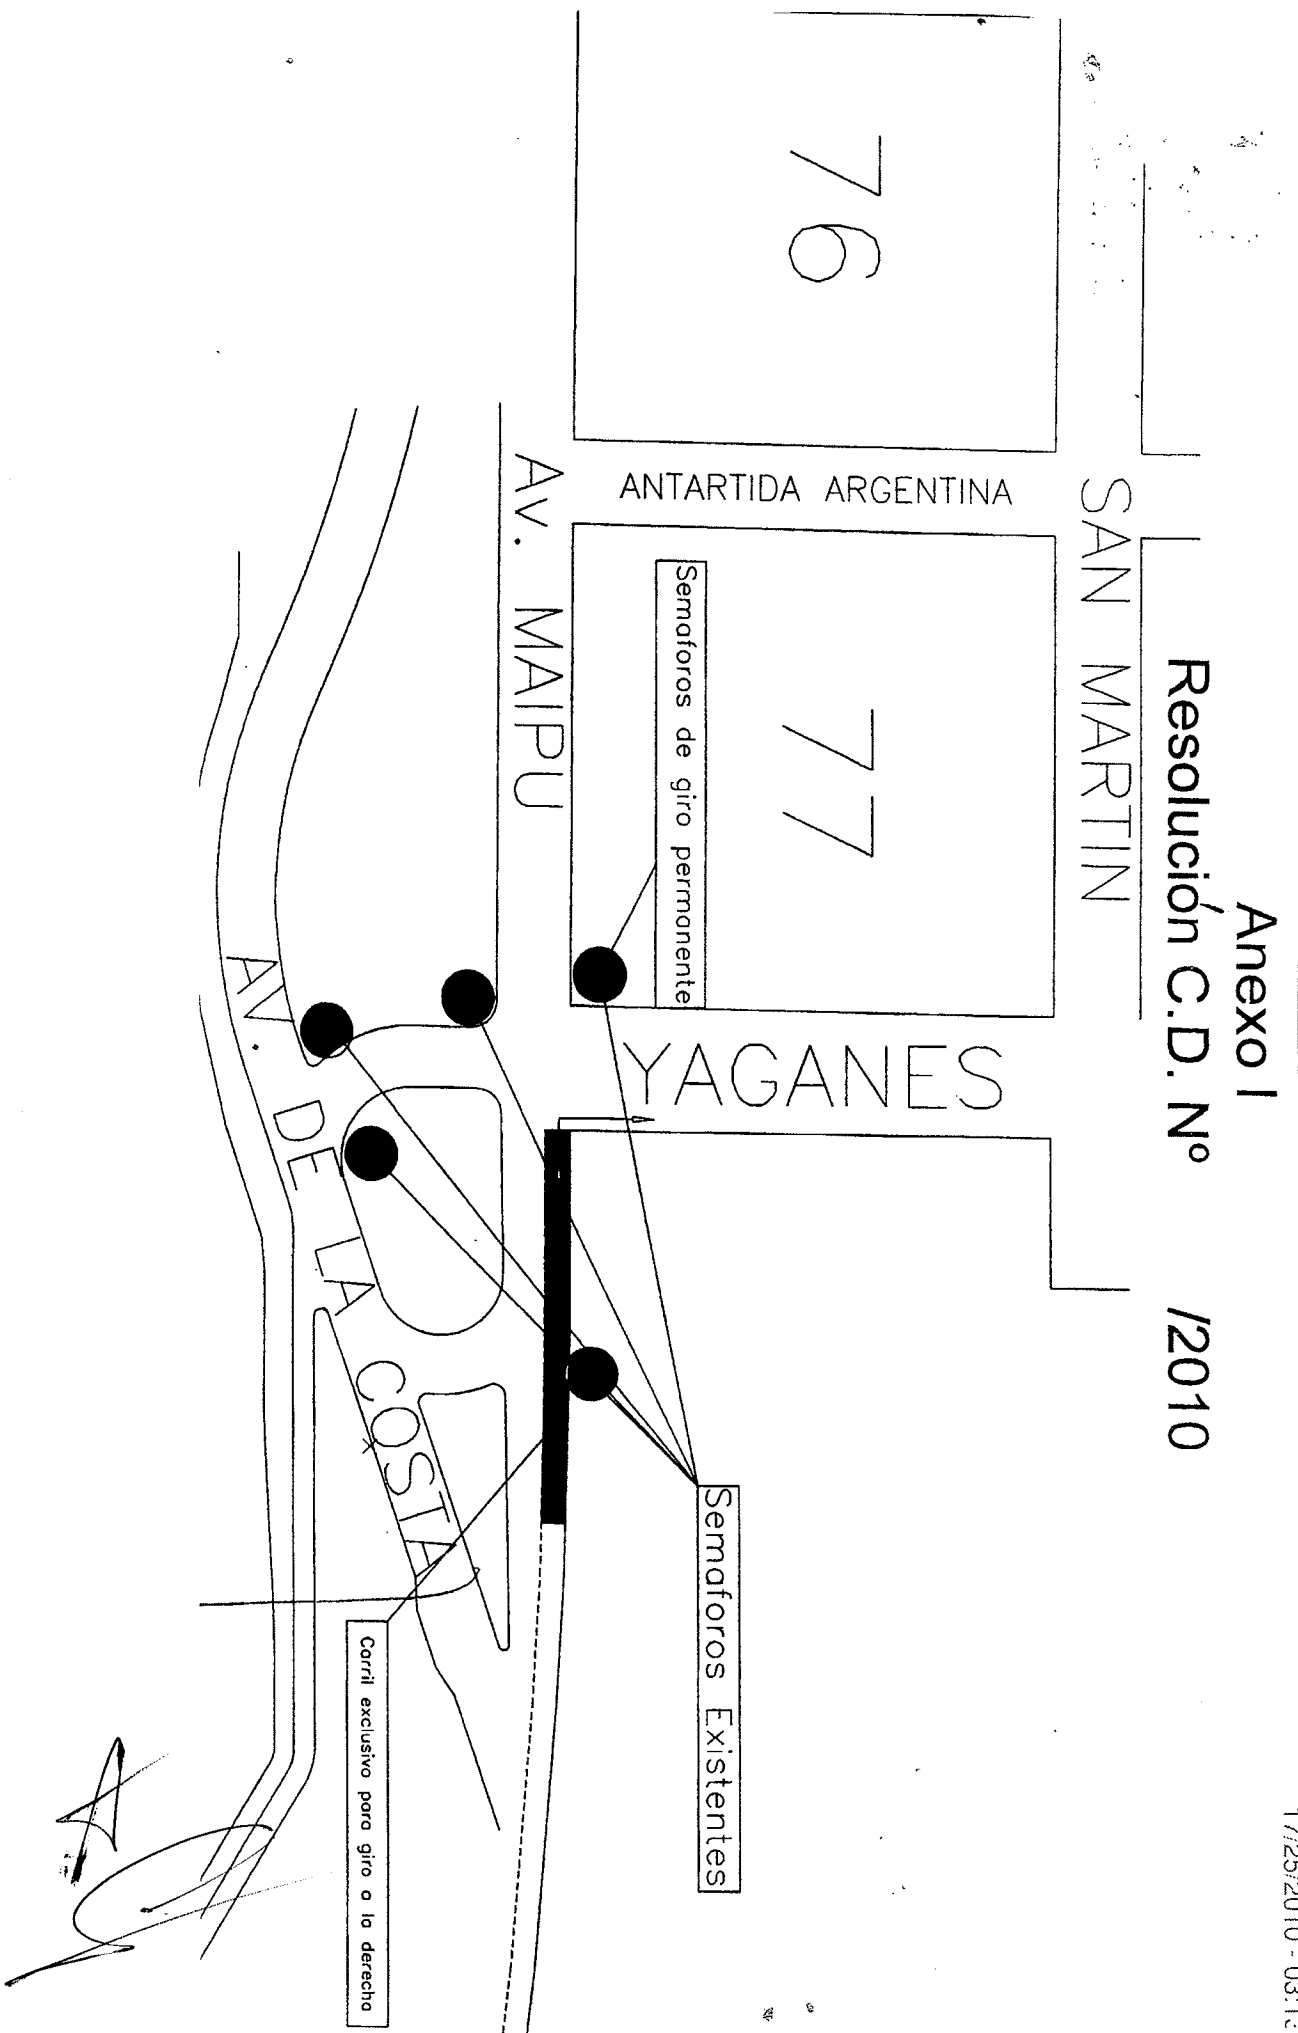 Anexo I
Resolución C.D. Nº /2010
SAN MARTIN
76
77
ANTARTIDA ARGENTINA
YAGANES
Semaforos de giro permanente
Semaforos Existentes
AV. MAIPU
AV DE LA COSTA
Carril exclusivo para giro a la derecha